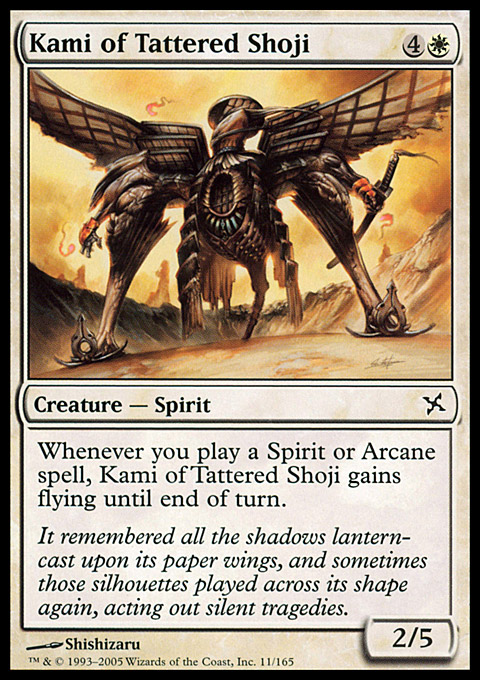 Kami of Tattered Shoji 4
Creature — Spirit
Whenever you play a Spirit or Arcane
spell, Kami of Tattered Shoji gains
flying until end of turn.
It remembered all the shadows lantern-
cast upon its paper wings, and sometimes
those silhouettes played across its shape
again, acting out silent tragedies.
Shishizaru
2/5
™ & © 1993–2005 Wizards of the Coast, Inc. 11/165